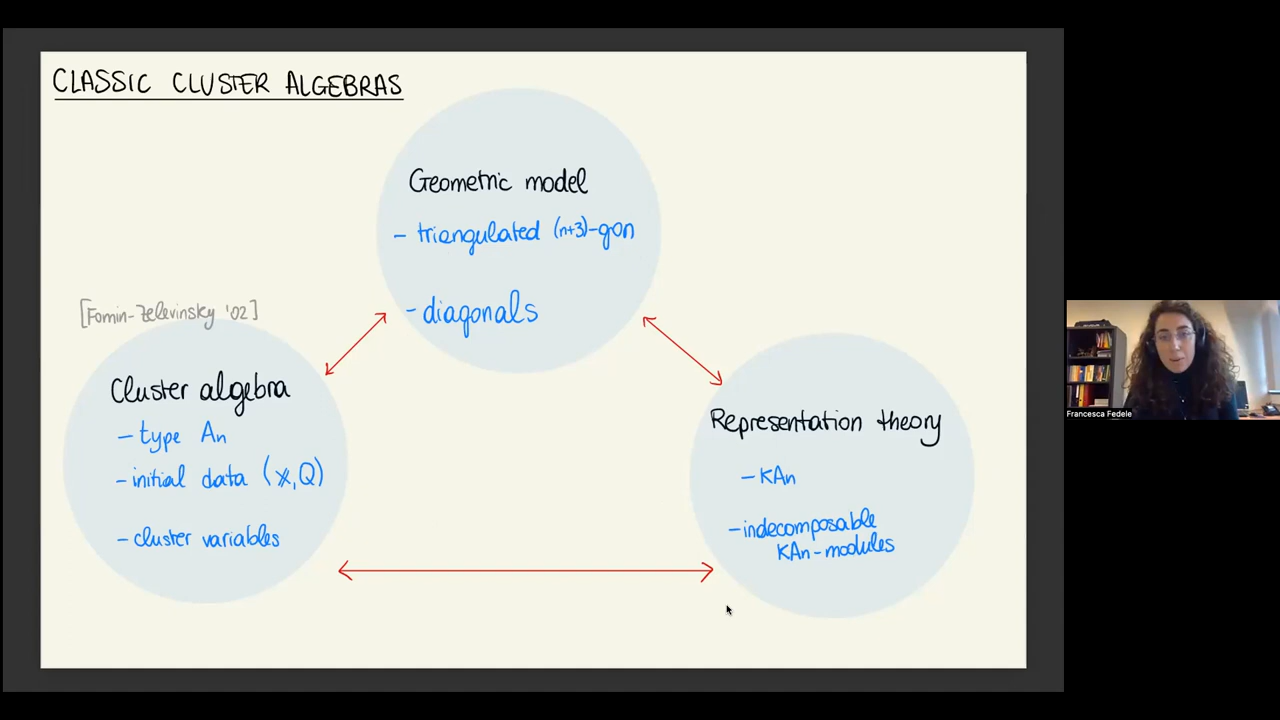 CLASSIC CLUSTER ALGEBRAS
Geometric model
- triangulated (n+3)-gon
- diagonals
[Fomin-Zelevinsky '02]
Cluster algebra
- type An
- initial data (𝕩,Q)
- cluster variables
Representation theory
- KAn
- indecomposable
KAn-modules
Francesca Fedele